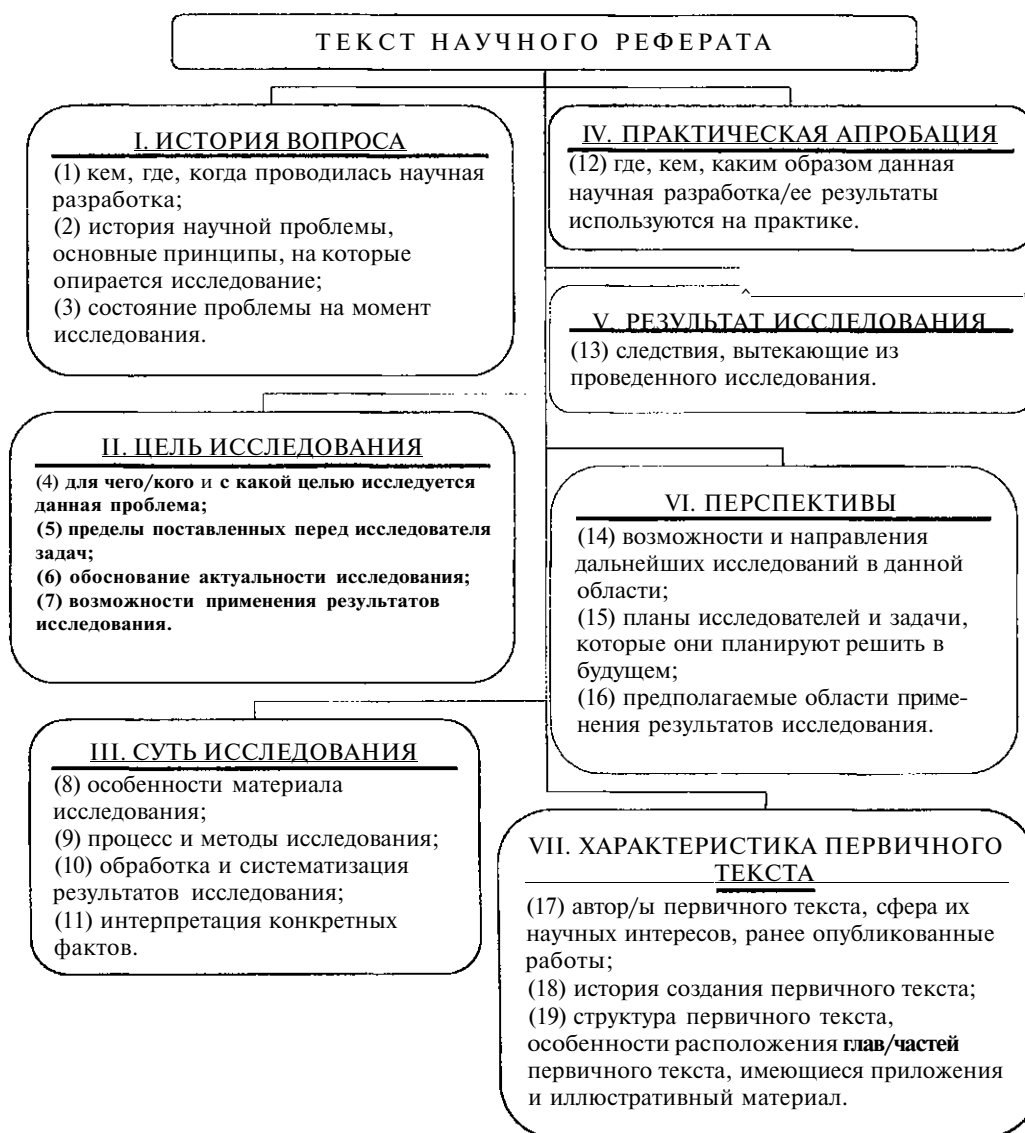 ТЕКСТ НАУЧНОГО РЕФЕРАТА
I. ИСТОРИЯ ВОПРОСА
(1) кем, где, когда проводилась научная
разработка;
(2) история научной проблемы,
основные принципы, на которые
опирается исследование;
(3) состояние проблемы на момент
исследования.
II. ЦЕЛЬ ИССЛЕДОВАНИЯ
(4) для чего/кого и с какой целью исследуется
данная проблема;
(5) пределы поставленных перед исследователя
задач;
(6) обоснование актуальности исследования;
(7) возможности применения результатов
исследования.
III. СУТЬ ИССЛЕДОВАНИЯ
(8) особенности материала
исследования;
(9) процесс и методы исследования;
(10) обработка и систематизация
результатов исследования;
(11) интерпретация конкретных
фактов.
IV. ПРАКТИЧЕСКАЯ АПРОБАЦИЯ
(12) где, кем, каким образом данная
научная разработка/ее результаты
используются на практике.
V. РЕЗУЛЬТАТ ИССЛЕДОВАНИЯ
(13) следствия, вытекающие из
проведенного исследования.
VI. ПЕРСПЕКТИВЫ
(14) возможности и направления
дальнейших исследований в данной
области;
(15) планы исследователей и задачи,
которые они планируют решить в
будущем;
(16) предполагаемые области приме-
нения результатов исследования.
VII. ХАРАКТЕРИСТИКА ПЕРВИЧНОГО
ТЕКСТА
(17) автор/ы первичного текста, сфера их
научных интересов, ранее опубликованные
работы;
(18) история создания первичного текста;
(19) структура первичного текста,
особенности расположения глав/частей
первичного текста, имеющиеся приложения
и иллюстративный материал.